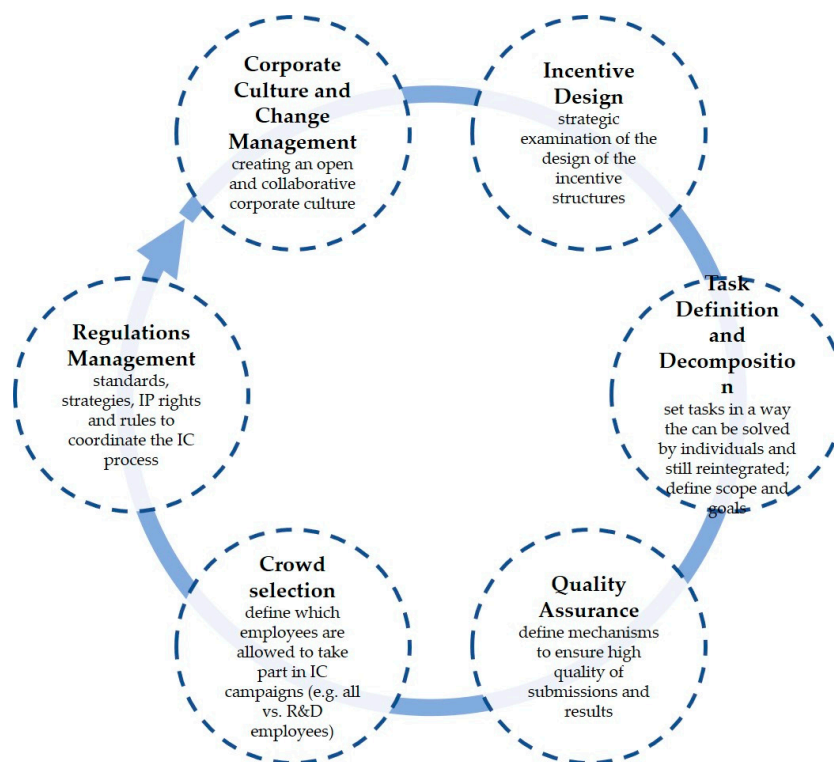 Corporate
Culture and
Change
Management
creating an open
and collaborative
corporate culture
Incentive
Design
strategic
examination of the
design of the
incentive
structures
Task
Definition
and
Decompositio
n
set tasks in a way
the can be solved
by individuals and
still reintegrated;
define scope and
goals
Quality
Assurance
define mechanisms
to ensure high
quality of
submissions and
results
Crowd
selection
define which
employees are
allowed to take
part in IC
campaigns (e.g. all
vs. R&D
employees)
Regulations
Management
standards,
strategies, IP rights
and rules to
coordinate the IC
process